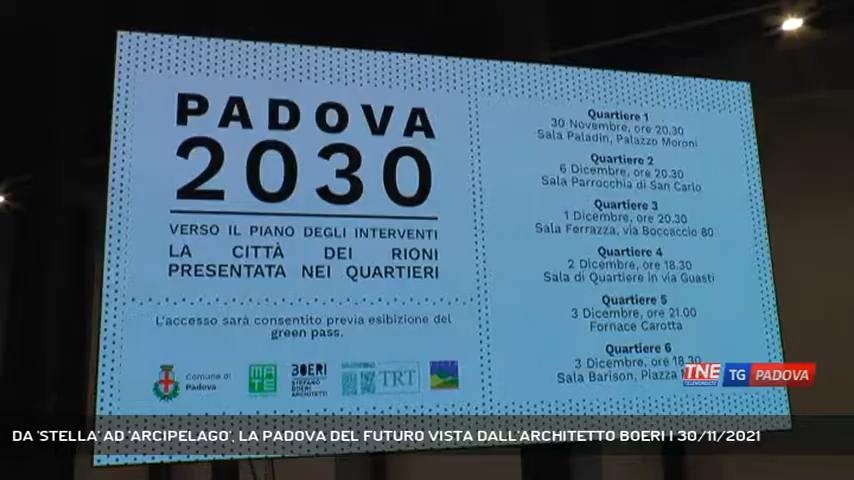 PADOVA
2030
VERSO IL PIANO DEGLI INTERVENTI
LA CITTÀ DEI RIONI
PRESENTATA NEI QUARTIERI
L'accesso sarà consentito previa esibizione del
green pass.
Comune di
Padova
MATE
BOERI
STEFANO
BOERI
ARCHITETTI
TRT
Quartiere 1
30 Novembre, ore 20.30
Sala Paladin, Palazzo Moroni
Quartiere 2
6 Dicembre, ore 20.30
Sala Parrocchia di San Carlo
Quartiere 3
1 Dicembre, ore 20.30
Sala Ferrazza, via Boccaccio 80
Quartiere 4
2 Dicembre, ore 18.30
Sala di Quartiere in via Guasti
Quartiere 5
3 Dicembre, ore 21.00
Fornace Carotta
Quartiere 6
3 Dicembre, ore 18.30
Sala Barison, Piazza
TNE TG PADOVA
TELENORDEST
DA 'STELLA' AD 'ARCIPELAGO', LA PADOVA DEL FUTURO VISTA DALL'ARCHITETTO BOERI | 30/11/2021